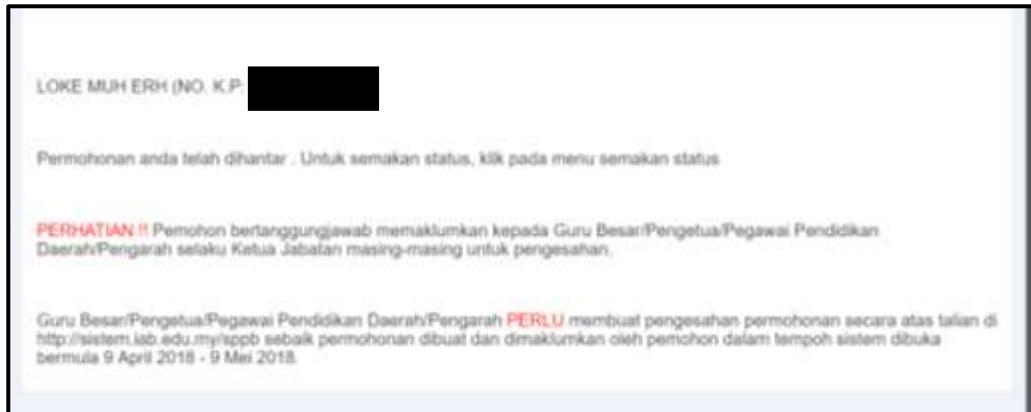 LOKE MUH ERH (NO. K.P:
Permohonan anda telah dihantar . Untuk semakan status, klik pada menu semakan status
PERHATIAN !! Pemohon bertanggungjawab memaklumkan kepada Guru Besar/Pengetua/Pegawai Pendidikan
Daerah/Pengarah selaku Ketua Jabatan masing-masing untuk pengesahan.
Guru Besar/Pengetua/Pegawai Pendidikan Daerah/Pengarah PERLU membuat pengesahan permohonan secara atas talian di
http://sistem.iab.edu.my/sppb sebaik permohonan dibuat dan dimaklumkan oleh pemohon dalam tempoh sistem dibuka
bermula 9 April 2018 - 9 Mei 2018.